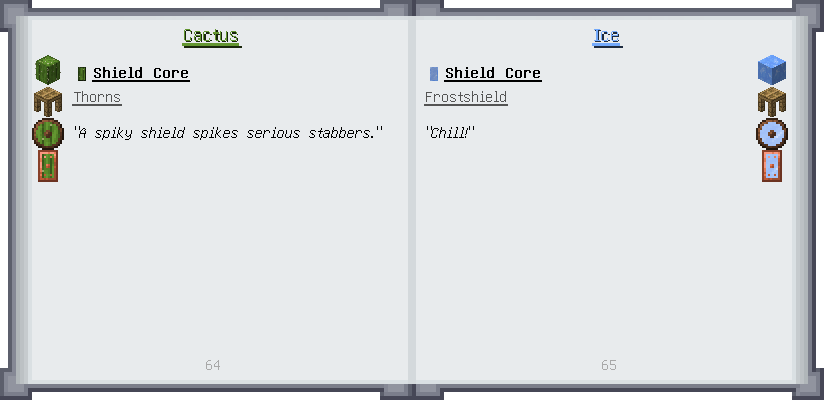 Cactus
Shield Core
Thorns
"A spiky shield spikes serious stabbers."
64
Ice
Shield Core
Frostshield
"Chill!"
65